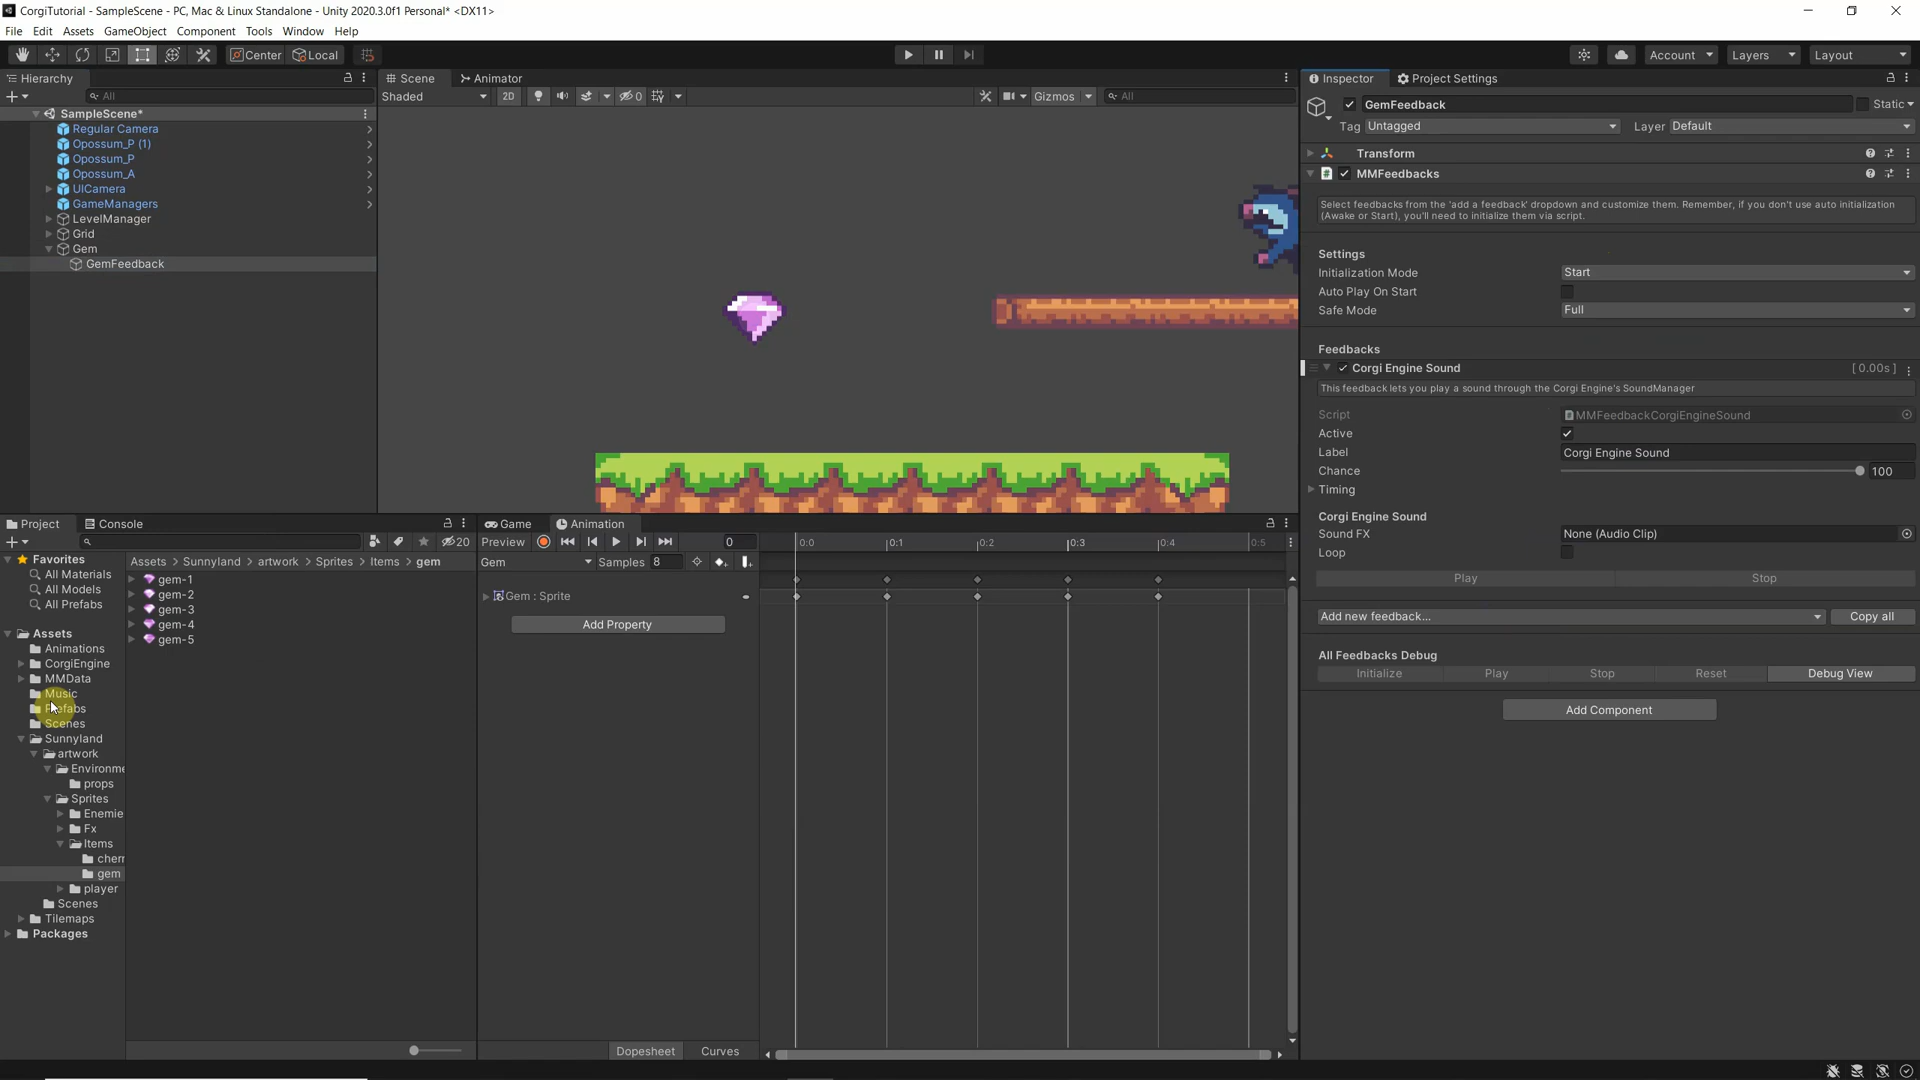 CorgiTutorial - SampleScene - PC, Mac & Linux Standalone - Unity 2020.3.0f1 Personal* <DX11>
File Edit Assets GameObject Component Tools Window Help
Center Local
Account Layers Layout
Hierarchy
All
SampleScene*
Regular Camera
Opossum_P (1)
Opossum_P
Opossum_A
UICamera
GameManagers
LevelManager
Grid
Gem
GemFeedback
Scene Animator
Shaded 2D 0 Gizmos All
Inspector Project Settings
GemFeedback Static
Tag Untagged Layer Default
Transform
MMFeedbacks
Select feedbacks from the 'add a feedback' dropdown and customize them. Remember, if you don't use auto initialization
(Awake or Start), you'll need to initialize them via script.
Settings
Initialization Mode Start
Auto Play On Start
Safe Mode Full
Feedbacks
Corgi Engine Sound [ 0.00s ]
This feedback lets you play a sound through the Corgi Engine's SoundManager
Script MMFeedbackCorgiEngineSound
Active
Label Corgi Engine Sound
Chance 100
Timing
Corgi Engine Sound
Sound FX None (Audio Clip)
Loop
Play Stop
Add new feedback... Copy all
All Feedbacks Debug
Initialize Play Stop Reset Debug View
Add Component
Project Console
20
Favorites
All Materials
All Models
All Prefabs
Assets
Animations
CorgiEngine
MMData
Music
Prefabs
Scenes
Sunnyland
artwork
Environme
props
Sprites
Enemie
Fx
Items
cherr
gem
player
Scenes
Tilemaps
Packages
Assets > Sunnyland > artwork > Sprites > Items > gem
gem-1
gem-2
gem-3
gem-4
gem-5
Game Animation
Preview 0
Gem Samples 8
0:0 0:1 0:2 0:3 0:4 0:5
Gem : Sprite
Add Property
Dopesheet Curves